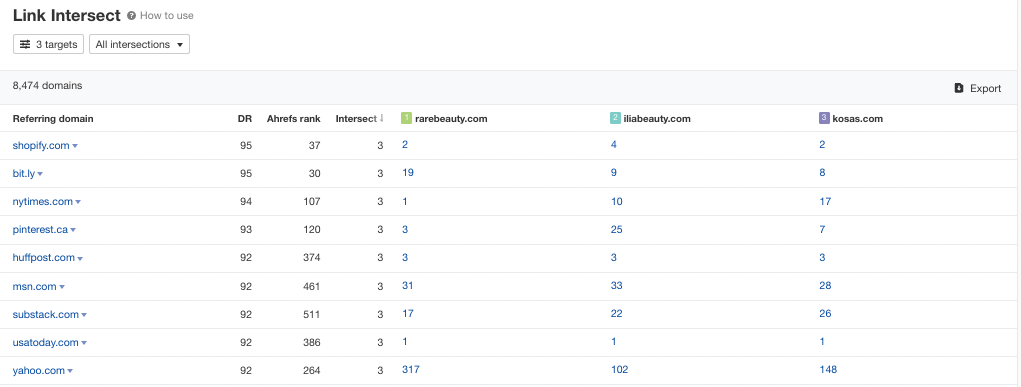 Link Intersect ? How to use
3 targets All intersections
8,474 domains
Export
Referring domain DR Ahrefs rank Intersect ↓ 1 rarebeauty.com 2 iliabeauty.com 3 kosas.com
shopify.com 95 37 3 2 4 2
bit.ly 95 30 3 19 9 8
nytimes.com 94 107 3 1 10 17
pinterest.ca 93 120 3 3 25 7
huffpost.com 92 374 3 3 3 3
msn.com 92 461 3 31 33 28
substack.com 92 511 3 17 22 26
usatoday.com 92 386 3 1 1 1
yahoo.com 92 264 3 317 102 148